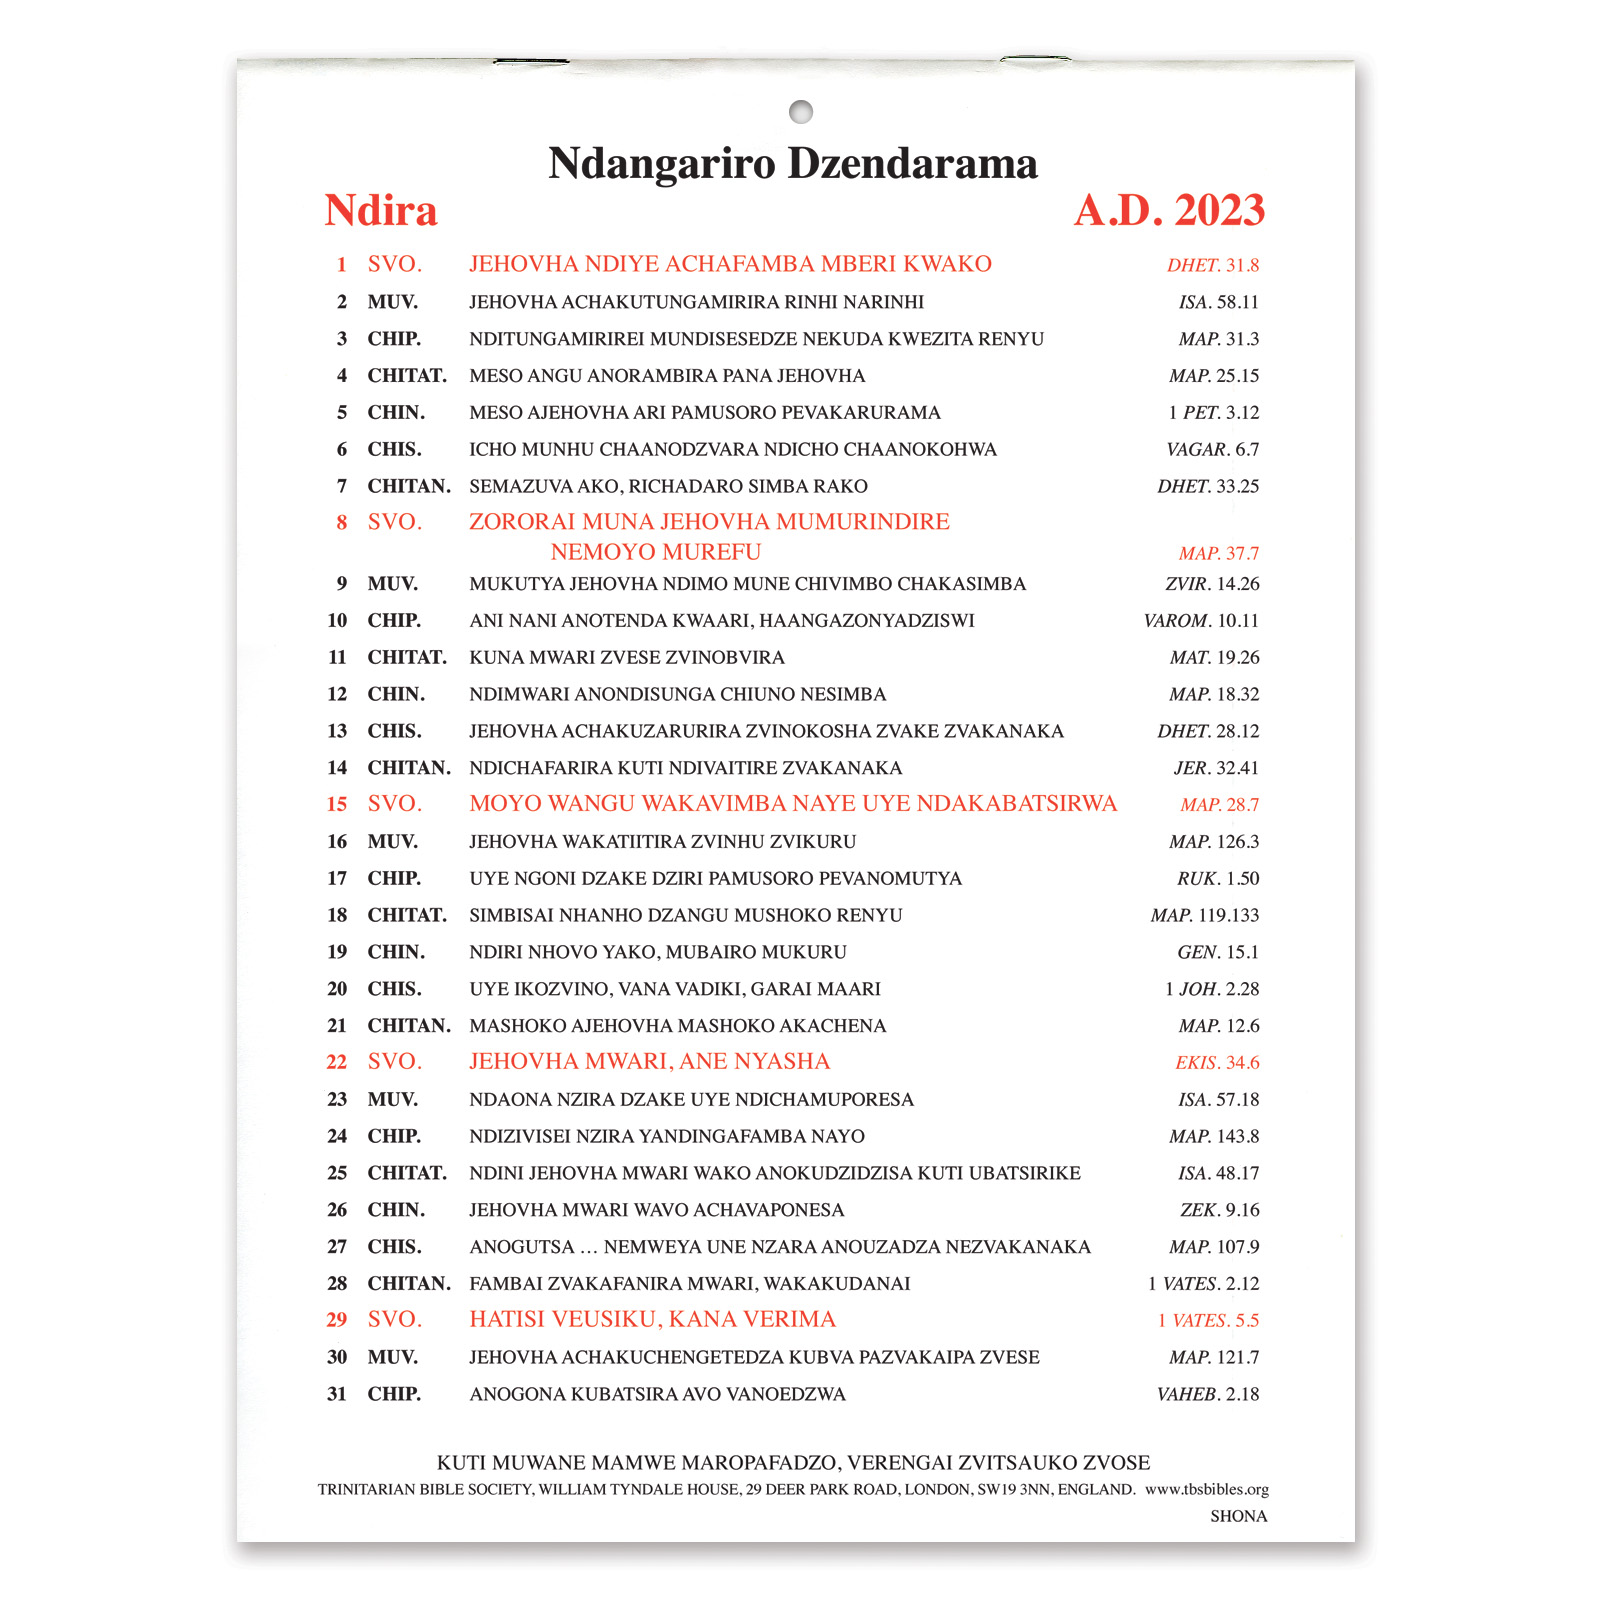 Ndangariro Dzendarama
Ndira A.D. 2023
1 SVO. JEHOVHA NDIYE ACHAFAMBA MBERI KWAKO DHET. 31.8
2 MUV. JEHOVHA ACHAKUTUNGAMIRIRA RINHI NARINHI ISA. 58.11
3 CHIP. NDITUNGAMIRIREI MUNDISESEDZE NEKUDA KWEZITA RENYU MAP. 31.3
4 CHITAT. MESO ANGU ANORAMBIRA PANA JEHOVHA MAP. 25.15
5 CHIN. MESO AJEHOVHA ARI PAMUSORO PEVAKARURAMA 1 PET. 3.12
6 CHIS. ICHO MUNHU CHAANODZVARA NDICHO CHAANOKOHWA VAGAR. 6.7
7 CHITAN. SEMAZUVA AKO, RICHADARO SIMBA RAKO DHET. 33.25
8 SVO. ZORORAI MUNA JEHOVHA MUMURINDIRE
NEMOYO MUREFU MAP. 37.7
9 MUV. MUKUTYA JEHOVHA NDIMO MUNE CHIVIMBO CHAKASIMBA ZVIR. 14.26
10 CHIP. ANI NANI ANOTENDA KWAARI, HAANGAZONYADZISWI VAROM. 10.11
11 CHITAT. KUNA MWARI ZVESE ZVINOBVIRA MAT. 19.26
12 CHIN. NDIMWARI ANONDISUNGA CHIUNO NESIMBA MAP. 18.32
13 CHIS. JEHOVHA ACHAKUZARURIRA ZVINOKOSHA ZVAKE ZVAKANAKA DHET. 28.12
14 CHITAN. NDICHAFARIRA KUTI NDIVAITIRE ZVAKANAKA JER. 32.41
15 SVO. MOYO WANGU WAKAVIMBA NAYE UYE NDAKABATSIRWA MAP. 28.7
16 MUV. JEHOVHA WAKATIITIRA ZVINHU ZVIKURU MAP. 126.3
17 CHIP. UYE NGONI DZAKE DZIRI PAMUSORO PEVANOMUTYA RUK. 1.50
18 CHITAT. SIMBISAI NHANHO DZANGU MUSHOKO RENYU MAP. 119.133
19 CHIN. NDIRI NHOVO YAKO, MUBAIRO MUKURU GEN. 15.1
20 CHIS. UYE IKOZVINO, VANA VADIKI, GARAI MAARI 1 JOH. 2.28
21 CHITAN. MASHOKO AJEHOVHA MASHOKO AKACHENA MAP. 12.6
22 SVO. JEHOVHA MWARI, ANE NYASHA EKIS. 34.6
23 MUV. NDAONA NZIRA DZAKE UYE NDICHAMUPORESA ISA. 57.18
24 CHIP. NDIZIVISEI NZIRA YANDINGAFAMBA NAYO MAP. 143.8
25 CHITAT. NDINI JEHOVHA MWARI WAKO ANOKUDZIDZISA KUTI UBATSIRIKE ISA. 48.17
26 CHIN. JEHOVHA MWARI WAVO ACHAVAPONESA ZEK. 9.16
27 CHIS. ANOGUTSA … NEMWEYA UNE NZARA ANOUZADZA NEZVAKANAKA MAP. 107.9
28 CHITAN. FAMBAI ZVAKAFANIRA MWARI, WAKAKUDANAI 1 VATES. 2.12
29 SVO. HATISI VEUSIKU, KANA VERIMA 1 VATES. 5.5
30 MUV. JEHOVHA ACHAKUCHENGETEDZA KUBVA PAZVAKAIPA ZVESE MAP. 121.7
31 CHIP. ANOGONA KUBATSIRA AVO VANOEDZWA VAHEB. 2.18
KUTI MUWANE MAMWE MAROPAFADZO, VERENGAI ZVITSAUKO ZVOSE
TRINITARIAN BIBLE SOCIETY, WILLIAM TYNDALE HOUSE, 29 DEER PARK ROAD, LONDON, SW19 3NN, ENGLAND. www.tbsbibles.org
SHONA